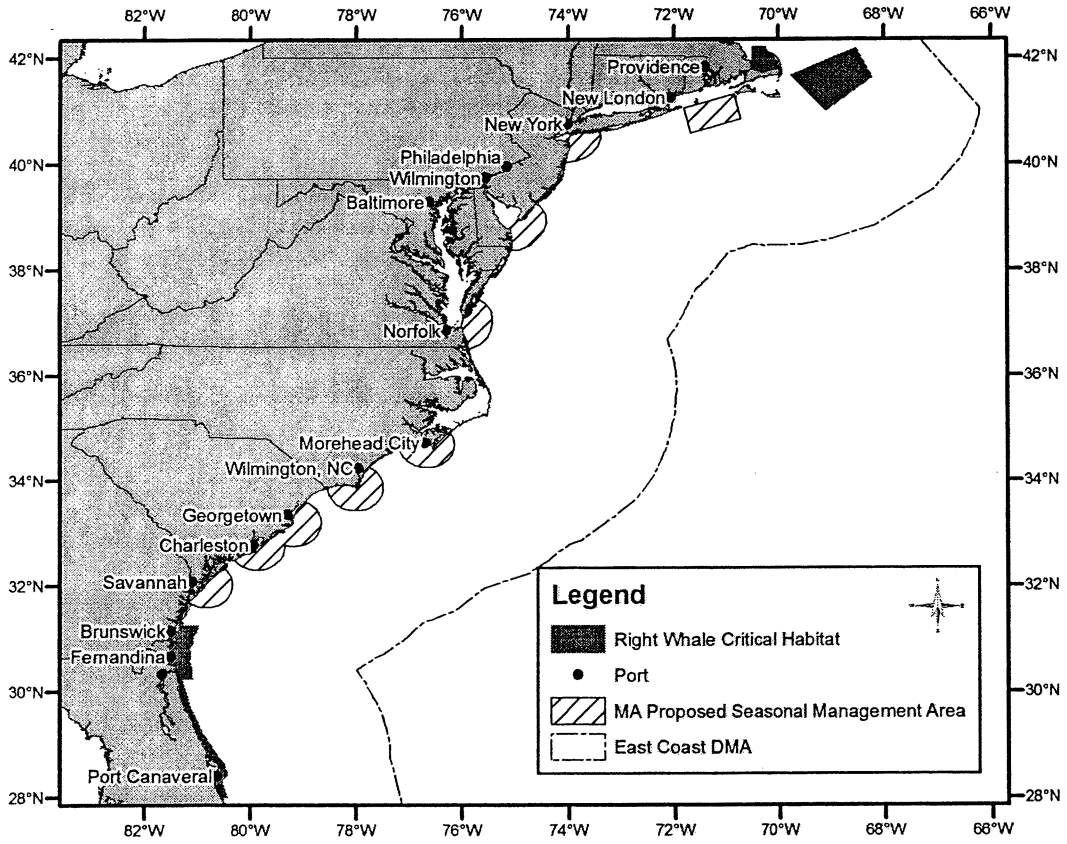 82°W 80°W 78°W 76°W 74°W 72°W 70°W 68°W 66°W
42°N 42°N
Providence
New London
New York
40°N 40°N
Philadelphia
Wilmington
Baltimore
38°N 38°N
Norfolk
36°N 36°N
Morehead City
Wilmington, NC
34°N 34°N
Georgetown
Charleston
32°N 32°N
Savannah
Brunswick
Fernandina
30°N 30°N
Port Canaveral
28°N 28°N
Legend
Right Whale Critical Habitat
Port
MA Proposed Seasonal Management Area
East Coast DMA
82°W 80°W 78°W 76°W 74°W 72°W 70°W 68°W 66°W